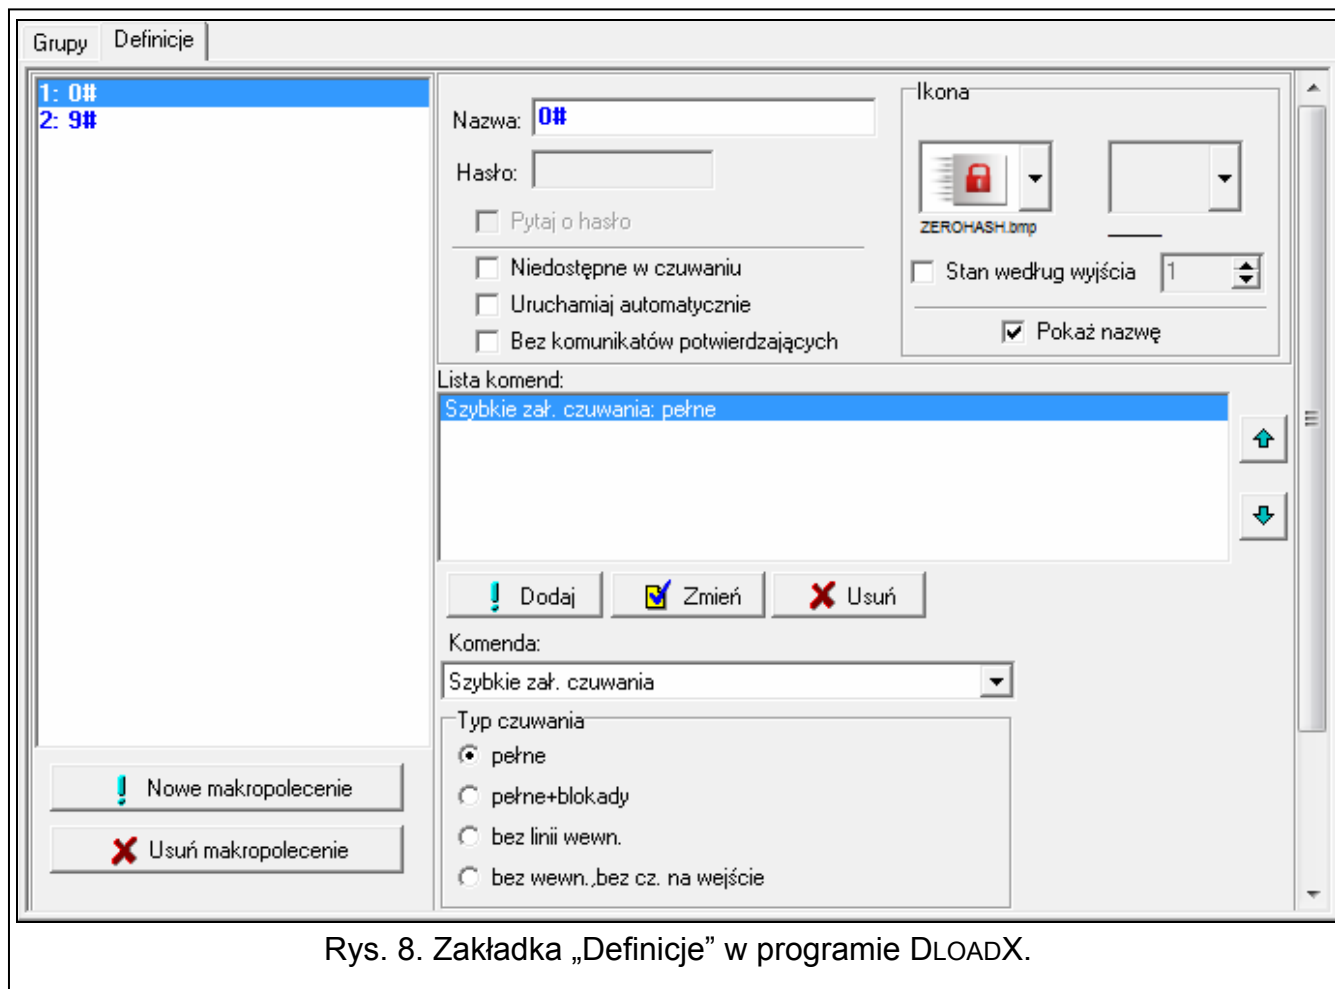 Grupy
Definicje
1: 0#
2: 9#
Nowe makropolecenie
Usuń makropolecenie
Nazwa: 0#
Hasło:
Pytaj o hasło
Niedostępne w czuwaniu
Uruchamiaj automatycznie
Bez komunikatów potwierdzających
Ikona
ZEROHASH.bmp
Stan według wyjścia 1
Pokaż nazwę
Lista komend:
Szybkie zał. czuwania: pełne
Dodaj
Zmień
Usuń
Komenda:
Szybkie zał. czuwania
Typ czuwania
pełne
pełne+blokady
bez linii wewn.
bez wewn.,bez cz. na wejście
Rys. 8. Zakładka „Definicje” w programie DLOADX.